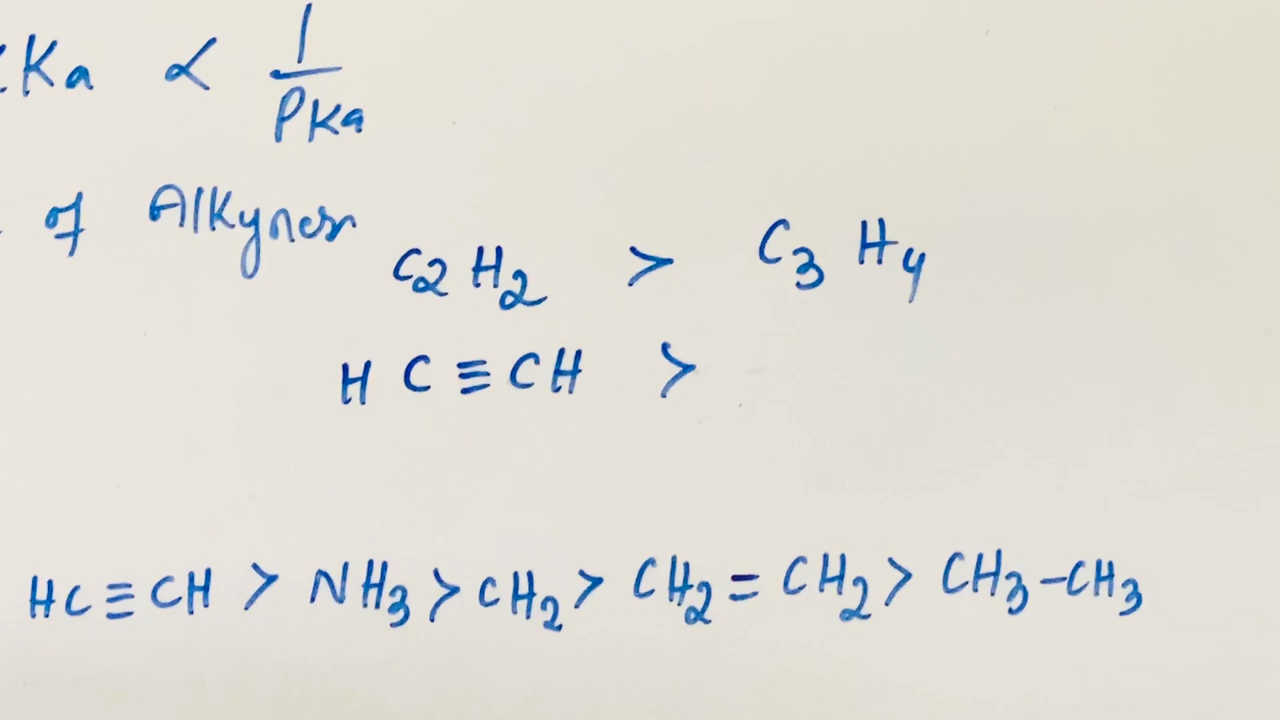 Ka ∝ 1/PKa
of Alkynes
C2H2 > C3H4
HC≡CH >
HC≡CH > NH3 > CH2 > CH2=CH2 > CH3-CH3